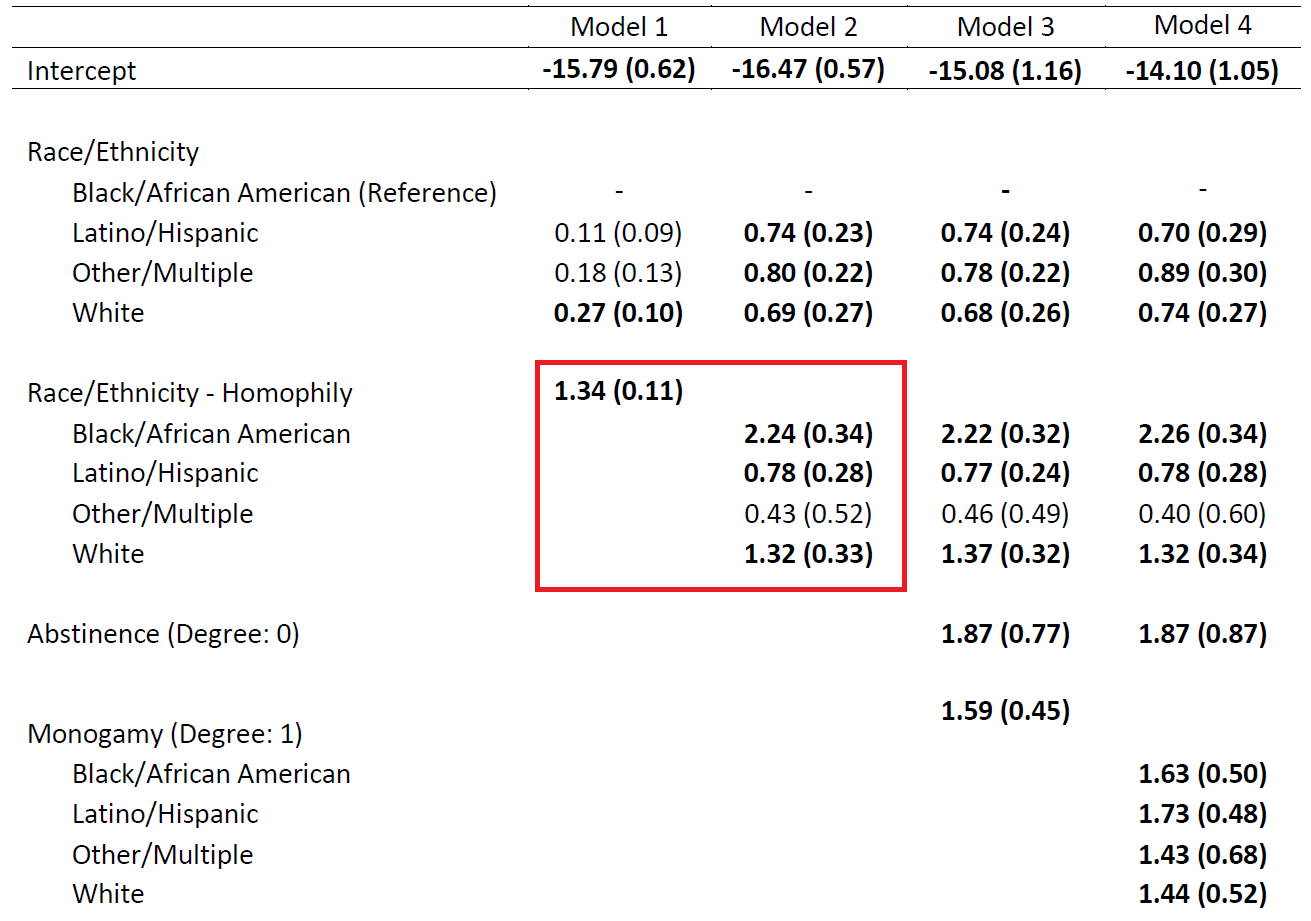 Model 1 Model 2 Model 3 Model 4
Intercept -15.79 (0.62) -16.47 (0.57) -15.08 (1.16) -14.10 (1.05)
Race/Ethnicity
Black/African American (Reference) - - - -
Latino/Hispanic 0.11 (0.09) 0.74 (0.23) 0.74 (0.24) 0.70 (0.29)
Other/Multiple 0.18 (0.13) 0.80 (0.22) 0.78 (0.22) 0.89 (0.30)
White 0.27 (0.10) 0.69 (0.27) 0.68 (0.26) 0.74 (0.27)
Race/Ethnicity - Homophily 1.34 (0.11)
Black/African American 2.24 (0.34) 2.22 (0.32) 2.26 (0.34)
Latino/Hispanic 0.78 (0.28) 0.77 (0.24) 0.78 (0.28)
Other/Multiple 0.43 (0.52) 0.46 (0.49) 0.40 (0.60)
White 1.32 (0.33) 1.37 (0.32) 1.32 (0.34)
Abstinence (Degree: 0) 1.87 (0.77) 1.87 (0.87)
1.59 (0.45)
Monogamy (Degree: 1)
Black/African American 1.63 (0.50)
Latino/Hispanic 1.73 (0.48)
Other/Multiple 1.43 (0.68)
White 1.44 (0.52)